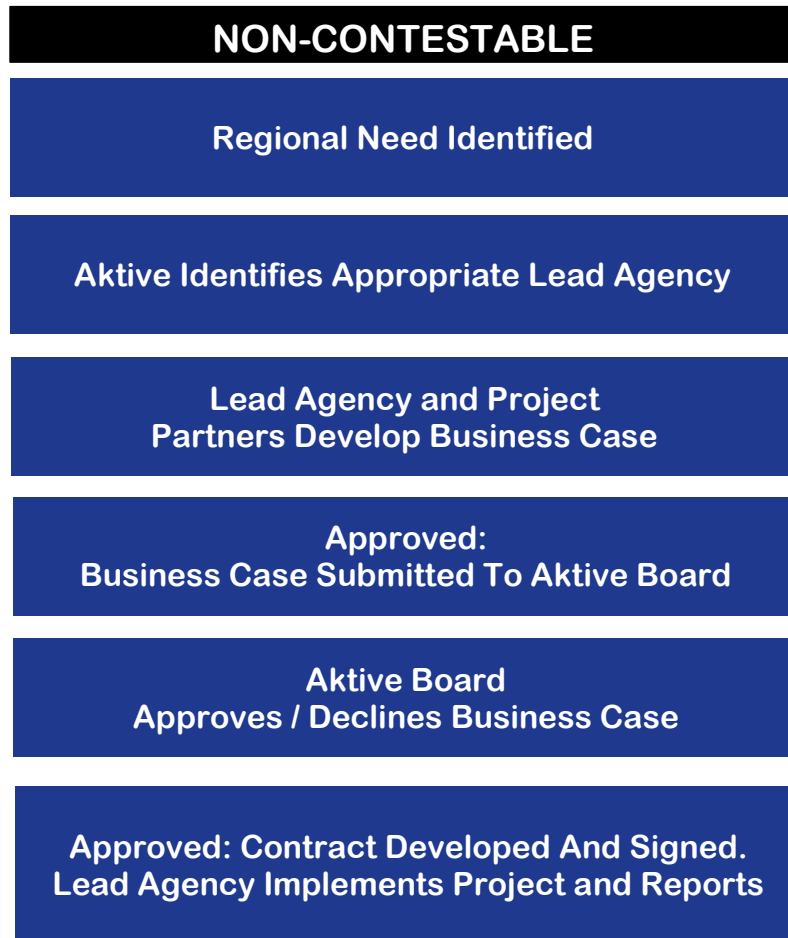 NON-CONTESTABLE
Regional Need Identified
Aktive Identifies Appropriate Lead Agency
Lead Agency and Project
Partners Develop Business Case
Approved:
Business Case Submitted To Aktive Board
Aktive Board
Approves / Declines Business Case
Approved: Contract Developed And Signed.
Lead Agency Implements Project and Reports